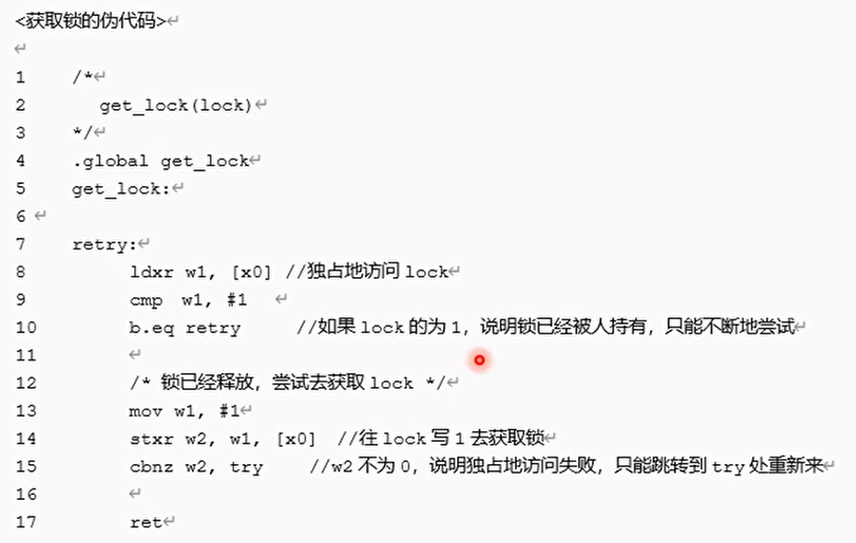 <获取锁的伪代码>↵
↵
1 /*↵
2 get_lock(lock)↵
3 */↵
4 .global get_lock↵
5 get_lock:↵
6 ↵
7 retry:↵
8 ldxr w1, [x0] //独占地访问 lock↵
9 cmp w1, #1 ↵
10 b.eq retry //如果 lock 的为 1，说明锁已经被人持有，只能不断地尝试↵
11 ↵
12 /* 锁已经释放，尝试去获取 lock */↵
13 mov w1, #1↵
14 stxr w2, w1, [x0] //往 lock 写 1 去获取锁↵
15 cbnz w2, try //w2 不为 0，说明独占地访问失败，只能跳转到 try 处重新来↵
16 ↵
17 ret↵